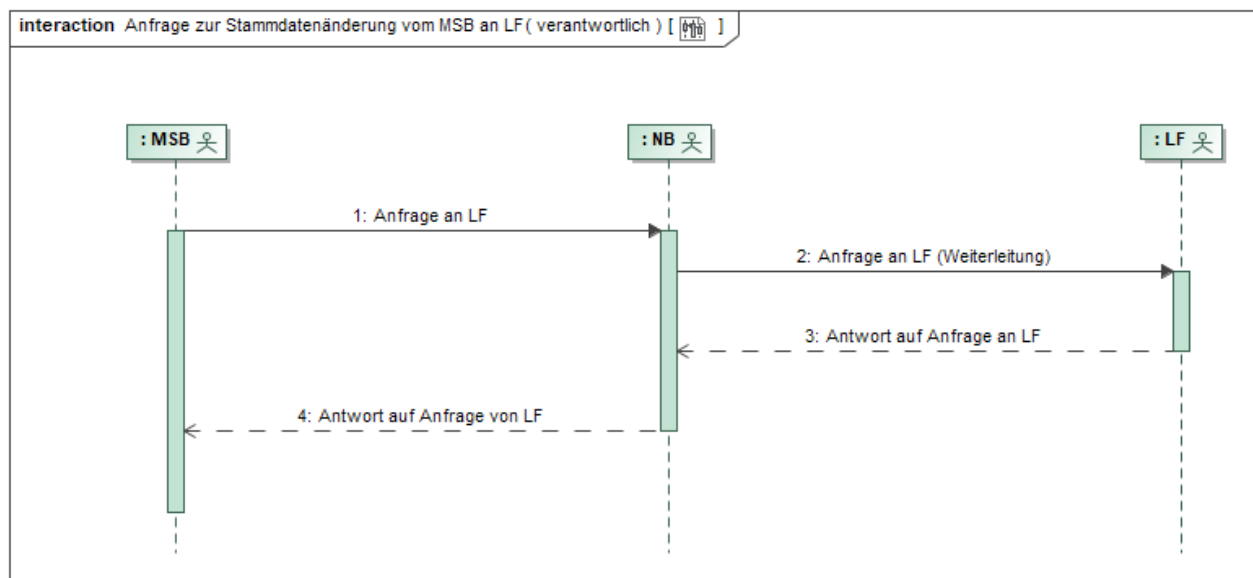 interaction Anfrage zur Stammdatenänderung vom MSB an LF ( verantwortlich ) [ ]
: MSB
: NB
: LF
1: Anfrage an LF
2: Anfrage an LF (Weiterleitung)
3: Antwort auf Anfrage an LF
4: Antwort auf Anfrage von LF